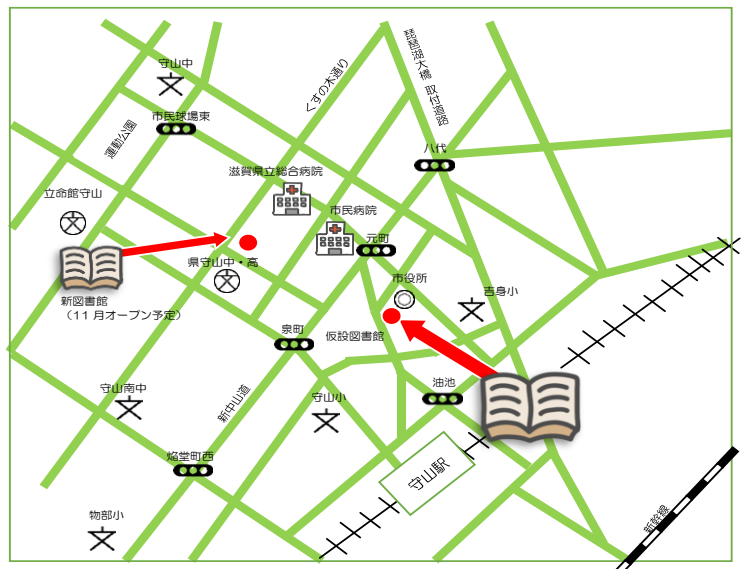 守山中
くすの木通り
琵琶湖大橋 取付道路
市民球場東
運動公園
八代
滋賀県立総合病院
立命館守山
市民病院
元町
県守山中・高
市役所
吉身小
新図書館
（11月オープン予定）
泉町
仮設図書館
守山南中
新中山道
守山小
油池
焔堂町西
守山駅
物部小
新幹線